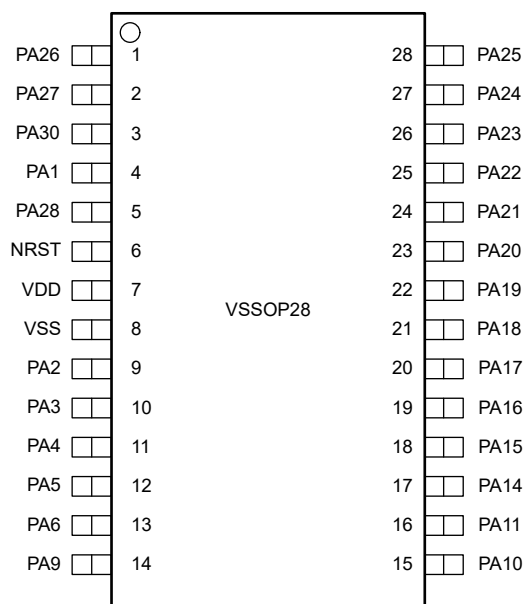 PA26 1 28 PA25
PA27 2 27 PA24
PA30 3 26 PA23
PA1 4 25 PA22
PA28 5 24 PA21
NRST 6 23 PA20
VDD 7 22 PA19
VSSOP28
VSS 8 21 PA18
PA2 9 20 PA17
PA3 10 19 PA16
PA4 11 18 PA15
PA5 12 17 PA14
PA6 13 16 PA11
PA9 14 15 PA10